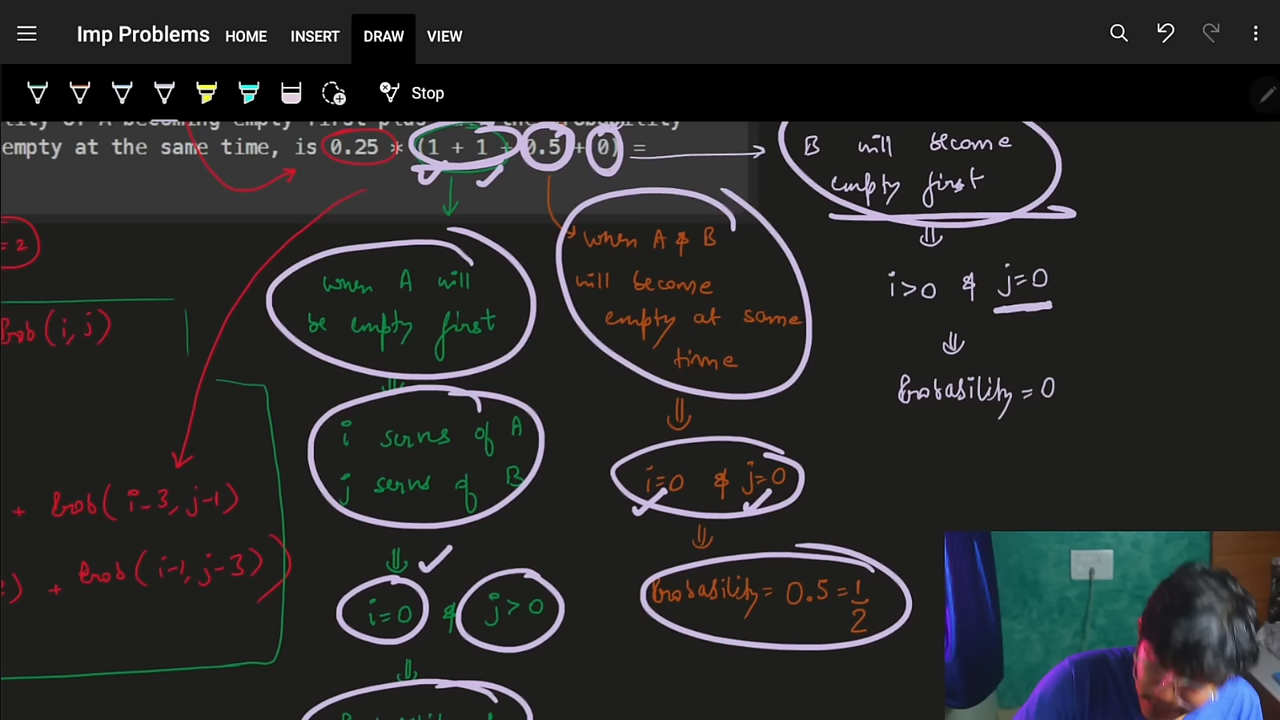 Imp Problems HOME INSERT DRAW VIEW
Stop
empty at the same time, is 0.25 * (1 + 1 + 0.5 + 0) =
B will become
empty first
i>0 & j=0
Probability = 0
= 2
Prob(i,j)
+ Prob(i-3, j-1)
+ Prob(i-1, j-3))
when A will
be empty first
i servs of A
j servs of B
i=0 & j>0
when A & B
will become
empty at same
time
i=0 & j=0
Probability = 0.5 = 1/2